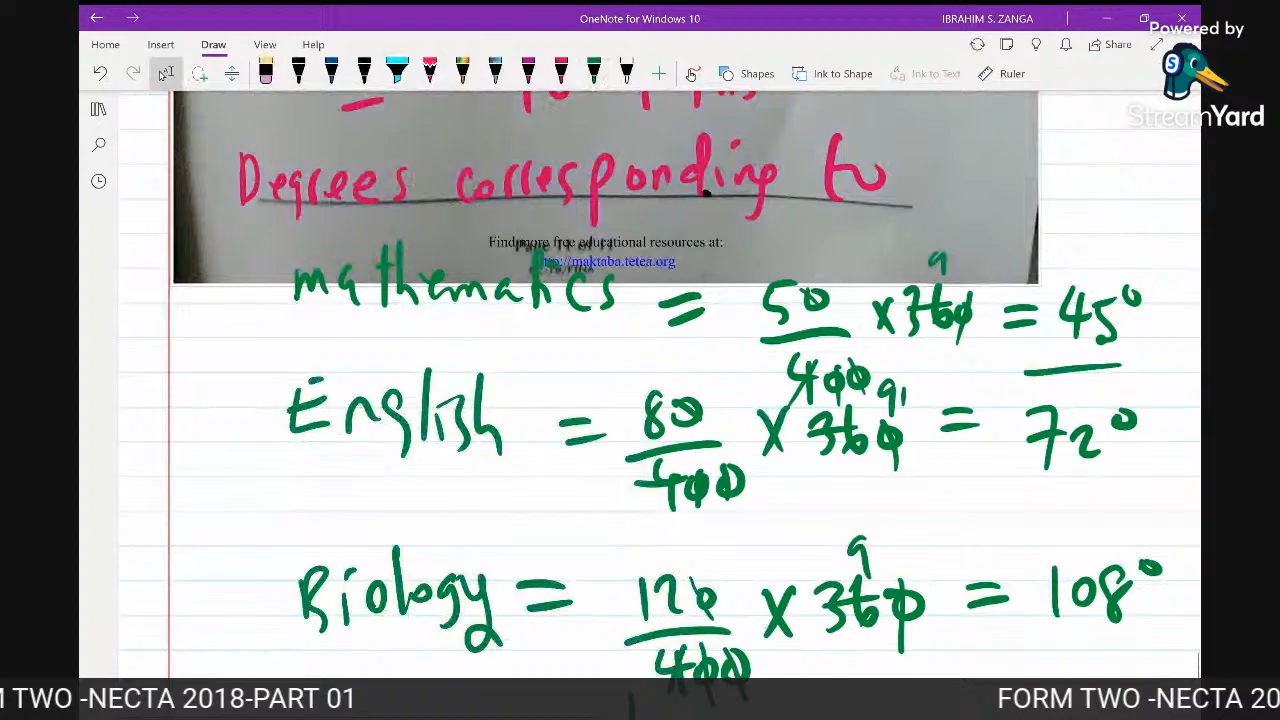 OneNote for Windows 10
IBRAHIM S. ZANGA
Powered by
StreamYard
Home Insert Draw View Help
Share
Shapes Ink to Shape Ink to Text Ruler
Degrees corresponding to
Find more free educational resources at:
http://maktaba.tetea.org
mathematics = 50/400 x 360 = 45°
9
English = 80/400 x 360 = 72°
9
Biology = 120/400 x 360 = 108°
9
M TWO -NECTA 2018-PART 01
FORM TWO -NECTA 20